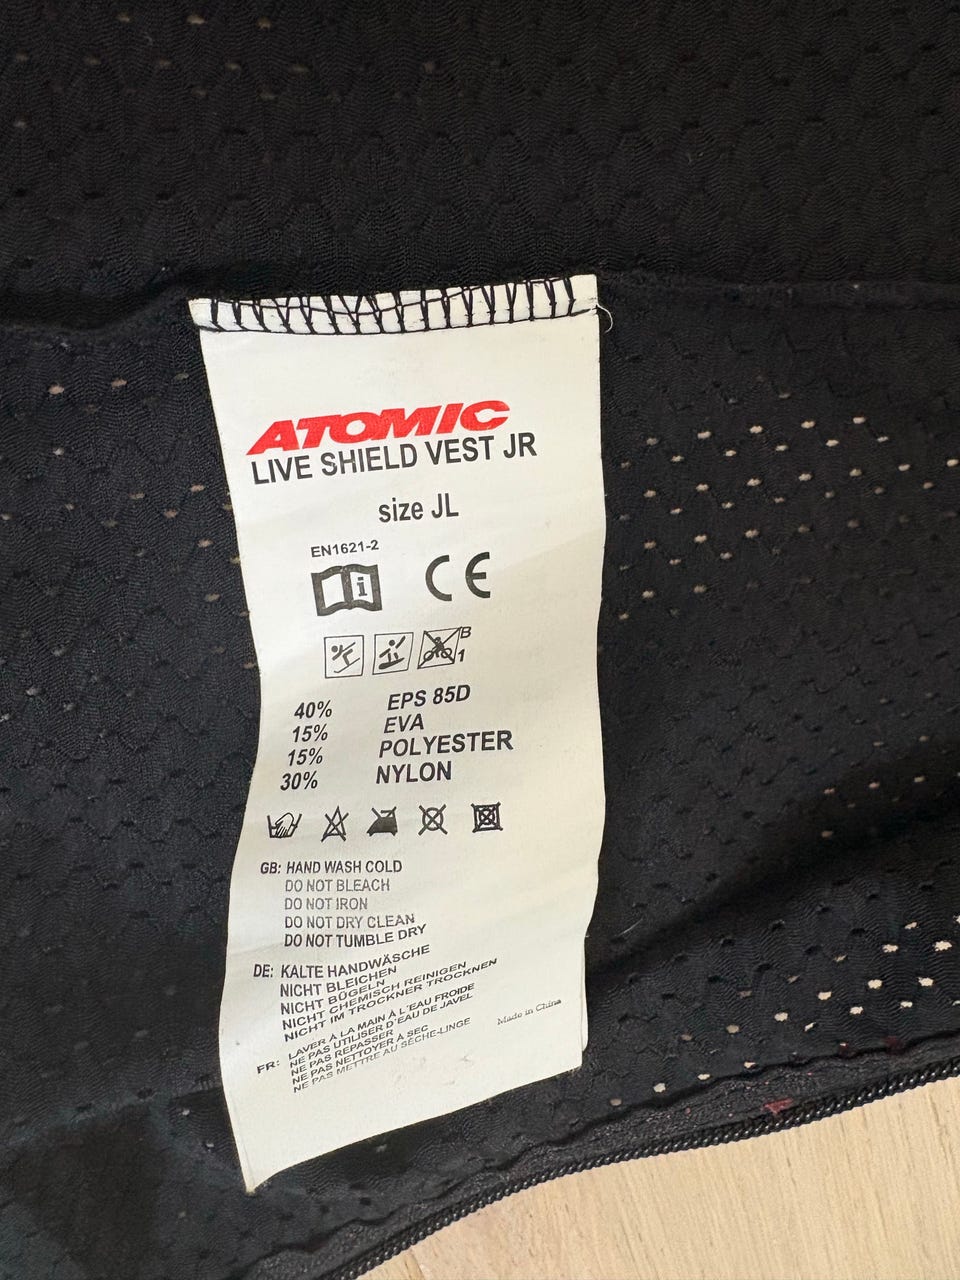 ATOMIC
LIVE SHIELD VEST JR
size JL
EN1621-2
i CE
B
1
40% EPS 85D
15% EVA
15% POLYESTER
30% NYLON
GB: HAND WASH COLD
DO NOT BLEACH
DO NOT IRON
DO NOT DRY CLEAN
DO NOT TUMBLE DRY
DE: KALTE HANDWÄSCHE
NICHT BLEICHEN
NICHT BÜGELN
NICHT CHEMISCH REINIGEN
NICHT IM TROCKNER TROCKNEN
FR: LAVER À LA MAIN À L'EAU FROIDE
NE PAS UTILISER D'EAU DE JAVEL
NE PAS REPASSER
NE PAS NETTOYER À SEC
NE PAS METTRE AU SÈCHE-LINGE
Made in China